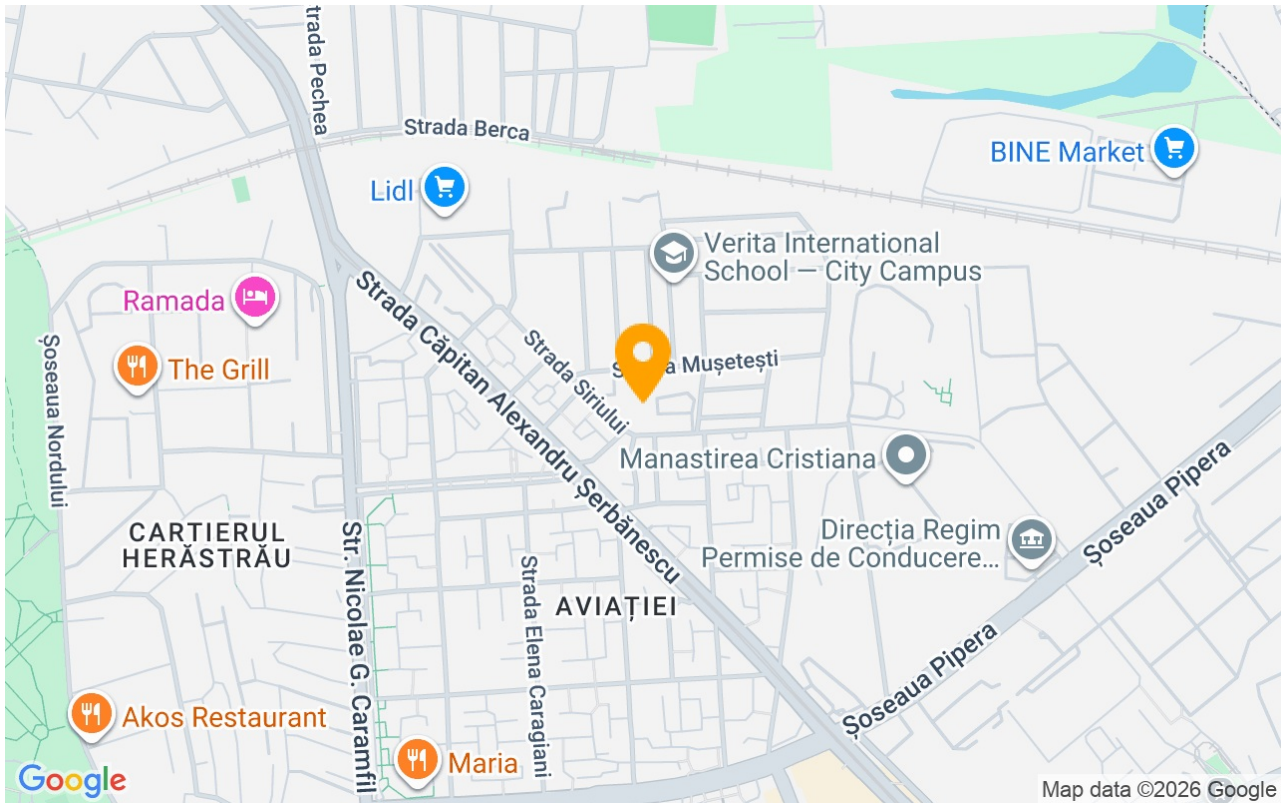 trada Pechea
Strada Berca
BINE Market
Lidl
Verita International
School — City Campus
Ramada
The Grill
Strada Căpitan Alexandru Șerbănescu
Strada Siriului
Mușetești
Șoseaua Nordului
Manastirea Cristiana
Șoseaua Pipera
CARTIERUL
HERĂSTRĂU
Direcția Regim
Permise de Conducere...
Str. Nicolae G. Caramfil
Strada Elena Caragiani
AVIAȚIEI
Șoseaua Pipera
Akos Restaurant
Maria
Google
Map data ©2026 Google